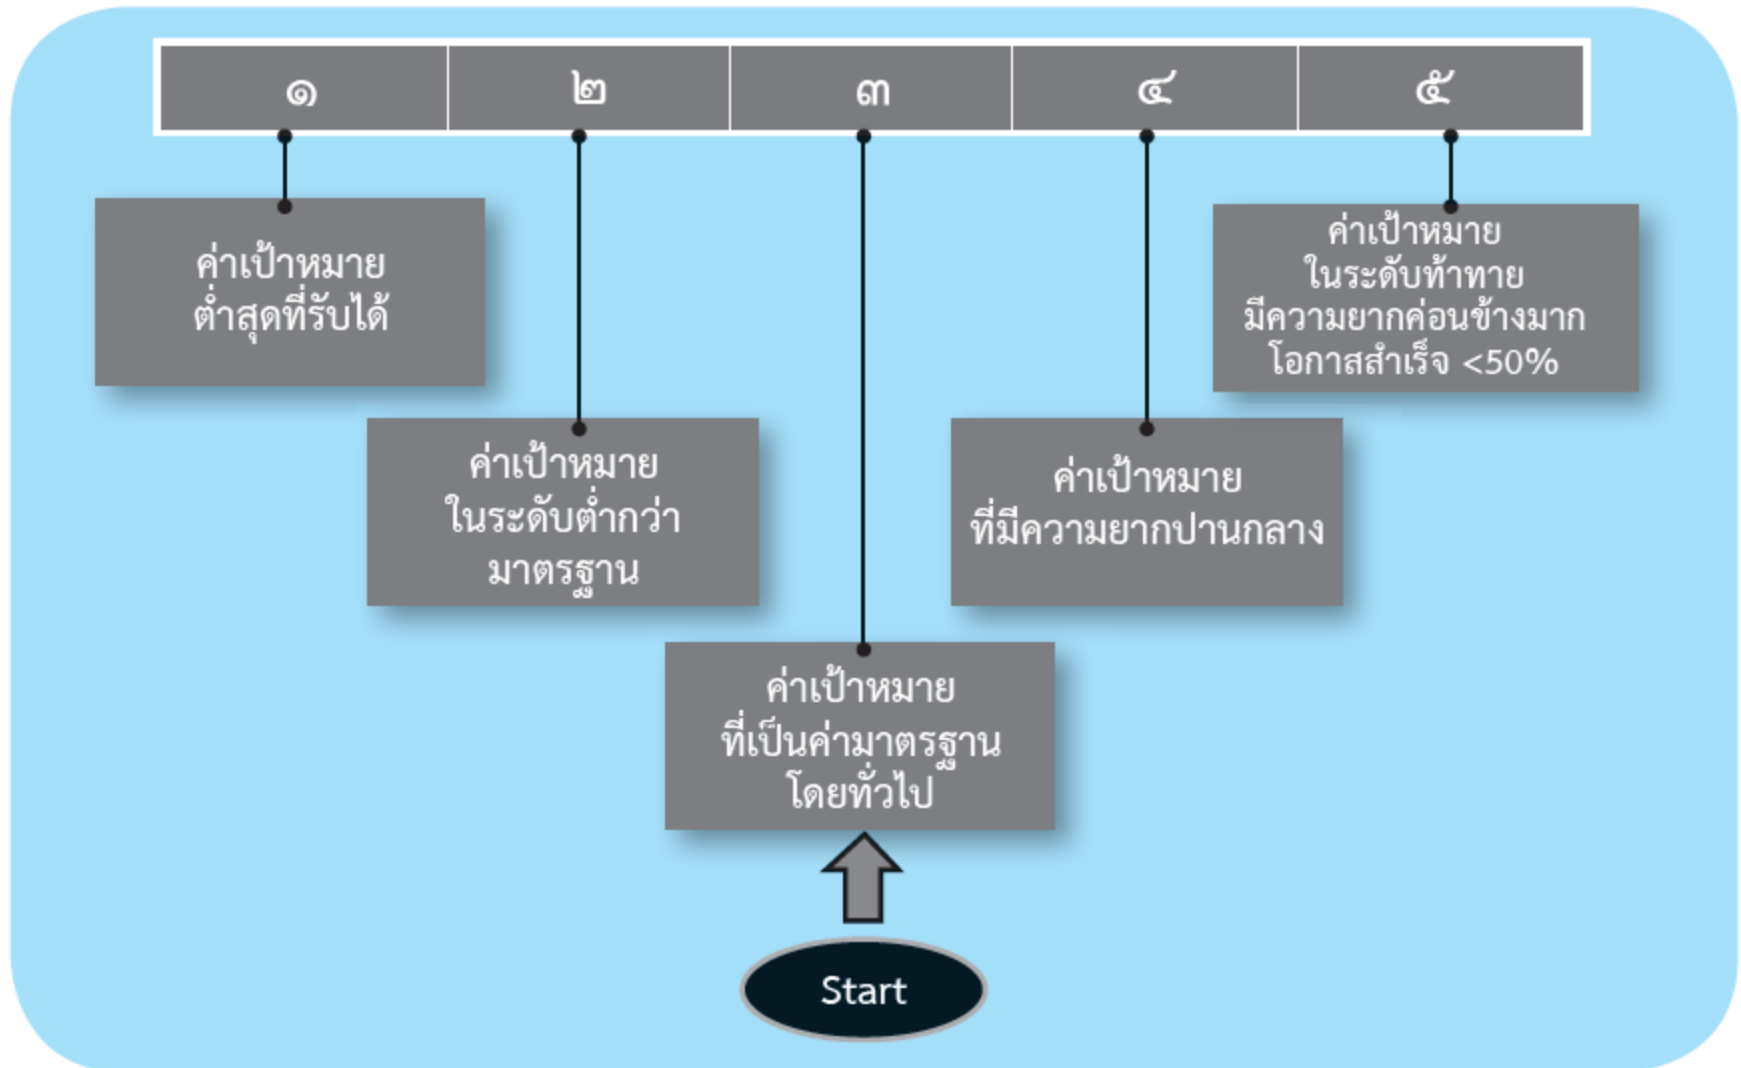 ๑
๒
๓
๔
๕
ค่าเป้าหมาย
ต่ำสุดที่รับได้
ค่าเป้าหมาย
ในระดับต่ำกว่า
มาตรฐาน
ค่าเป้าหมาย
ที่เป็นค่ามาตรฐาน
โดยทั่วไป
ค่าเป้าหมาย
ที่มีความยากปานกลาง
ค่าเป้าหมาย
ในระดับท้าทาย
มีความยากค่อนข้างมาก
โอกาสสำเร็จ <50%
Start